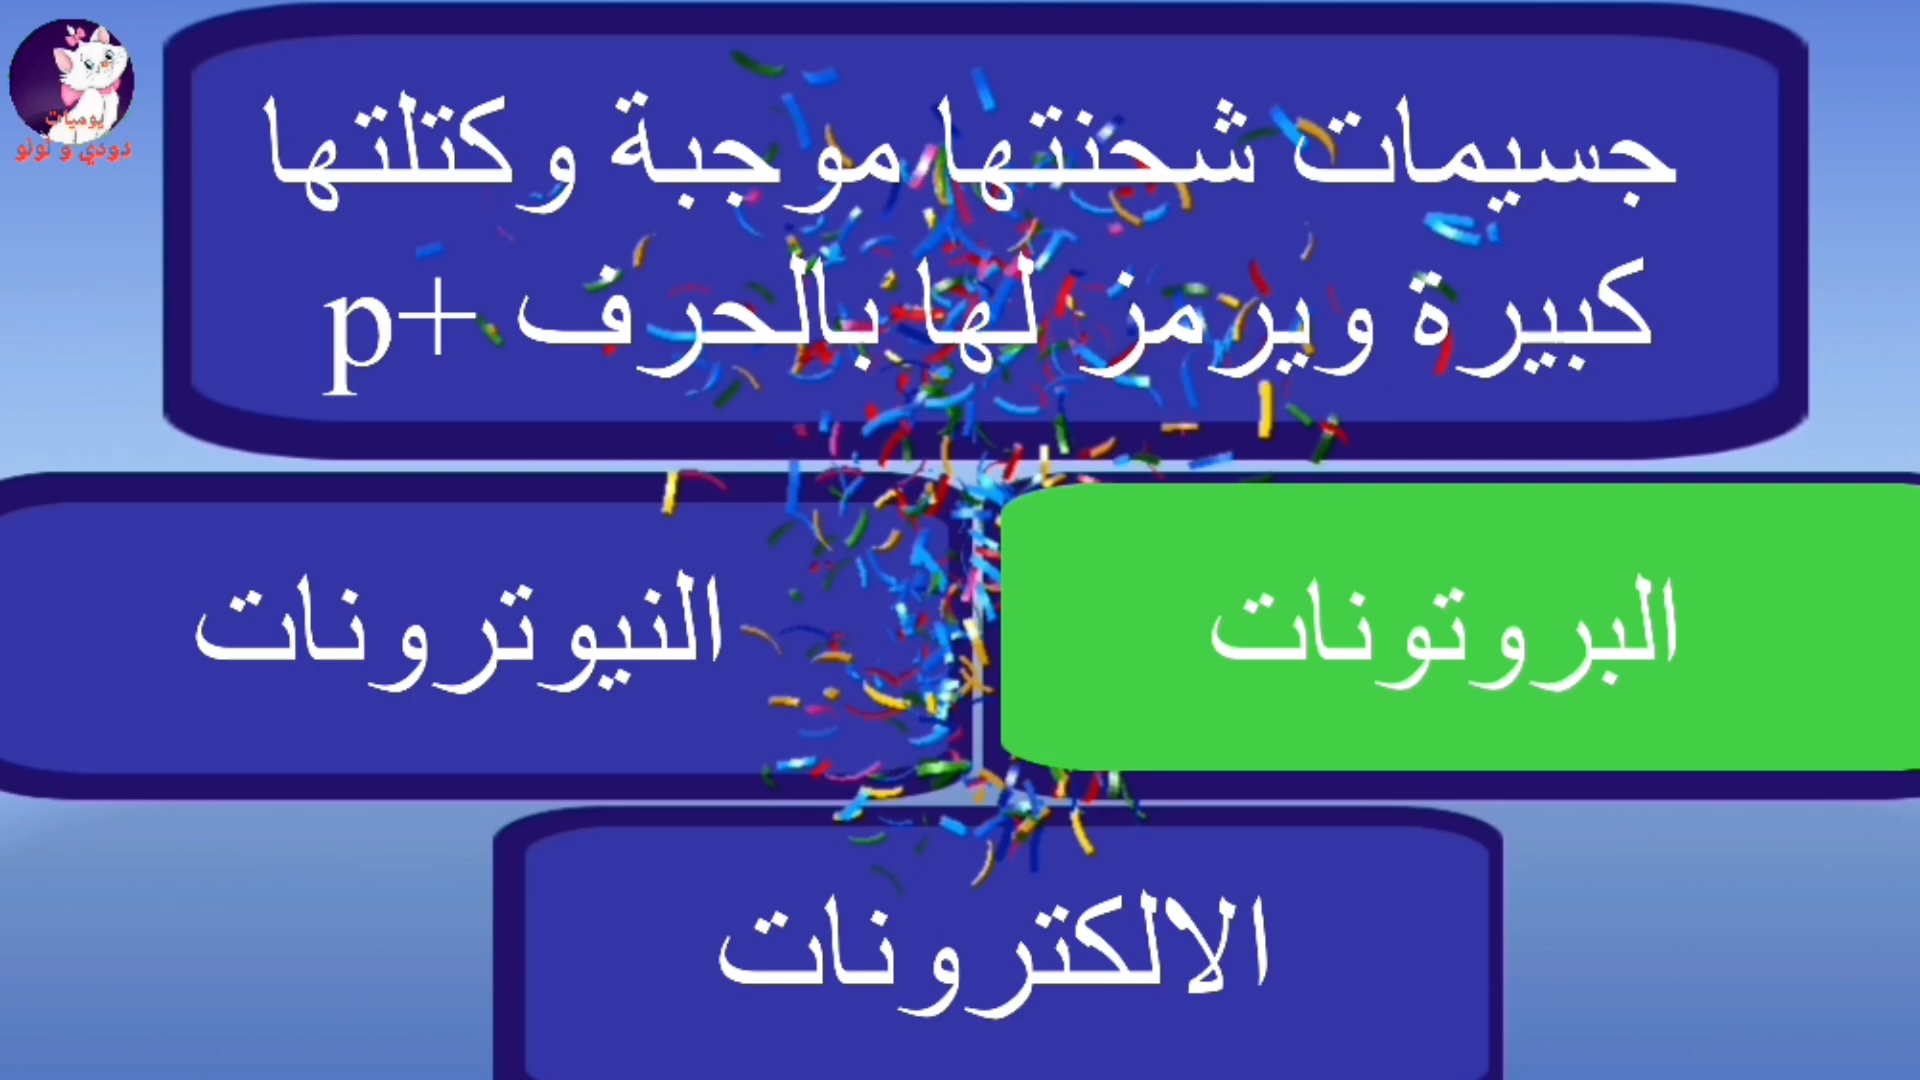 يوميات
دودي و لولو
جسيمات شحنتها موجبة وكتلتها
كبيرة ويرمز لها بالحرف p+
البروتونات
النيوترونات
الالكترونات